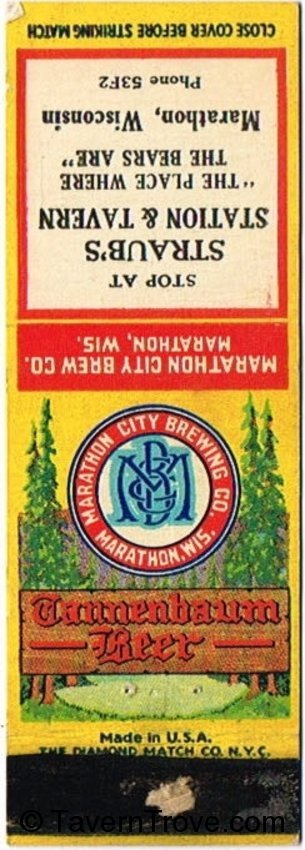 CLOSE COVER BEFORE STRIKING MATCH
STOP AT
STRAUB'S
STATION & TAVERN
"THE PLACE WHERE
THE BEARS ARE"
Marathon, Wisconsin
Phone 53F2
MARATHON CITY BREW CO.
MARATHON, WIS.
MARATHON CITY BREWING CO.
MBC
MARATHON, WIS.
Tannenbaum
Beer
Made in U.S.A.
THE DIAMOND MATCH CO. N.Y.C.
© TavernTrove.com